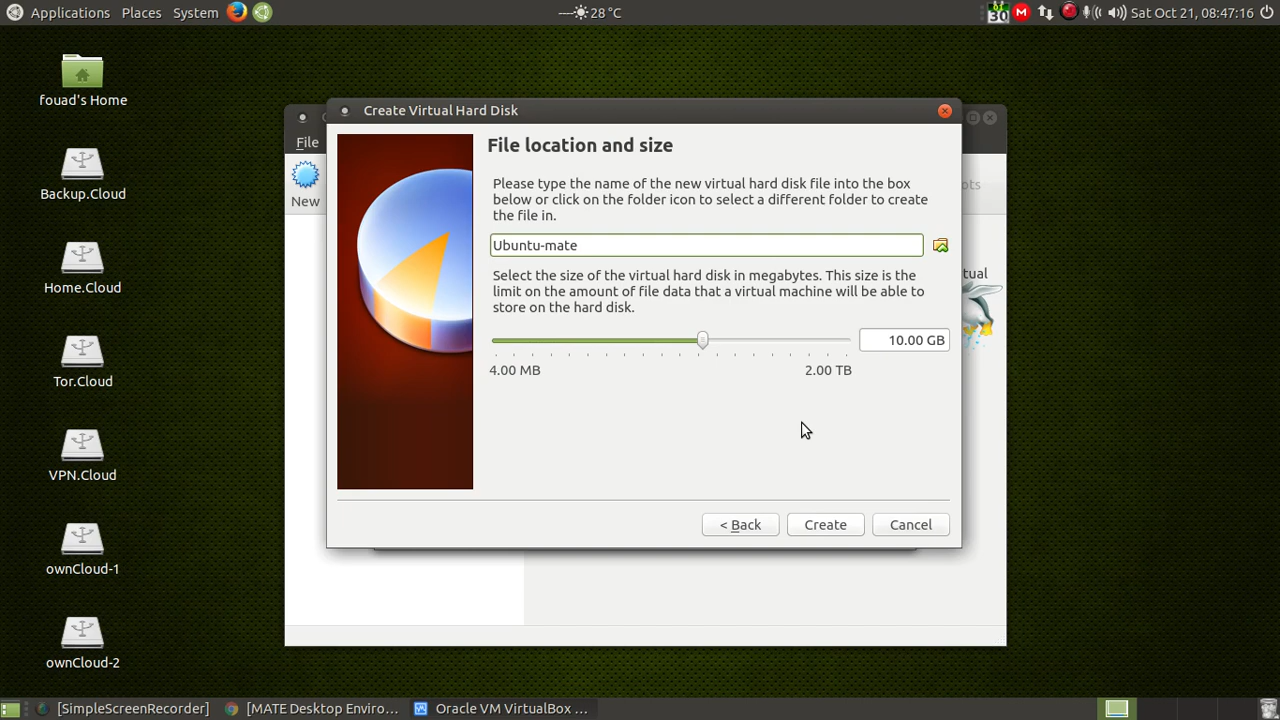 Applications Places System
28 °C
30
M
Sat Oct 21, 08:47:16
fouad's Home
Backup.Cloud
Home.Cloud
Tor.Cloud
VPN.Cloud
ownCloud-1
ownCloud-2
File
New
Create Virtual Hard Disk
File location and size
Please type the name of the new virtual hard disk file into the box
below or click on the folder icon to select a different folder to create
the file in.
Ubuntu-mate
Select the size of the virtual hard disk in megabytes. This size is the
limit on the amount of file data that a virtual machine will be able to
store on the hard disk.
10.00 GB
4.00 MB 2.00 TB
< Back Create Cancel
[SimpleScreenRecorder] [MATE Desktop Enviro... Oracle VM VirtualBox ...